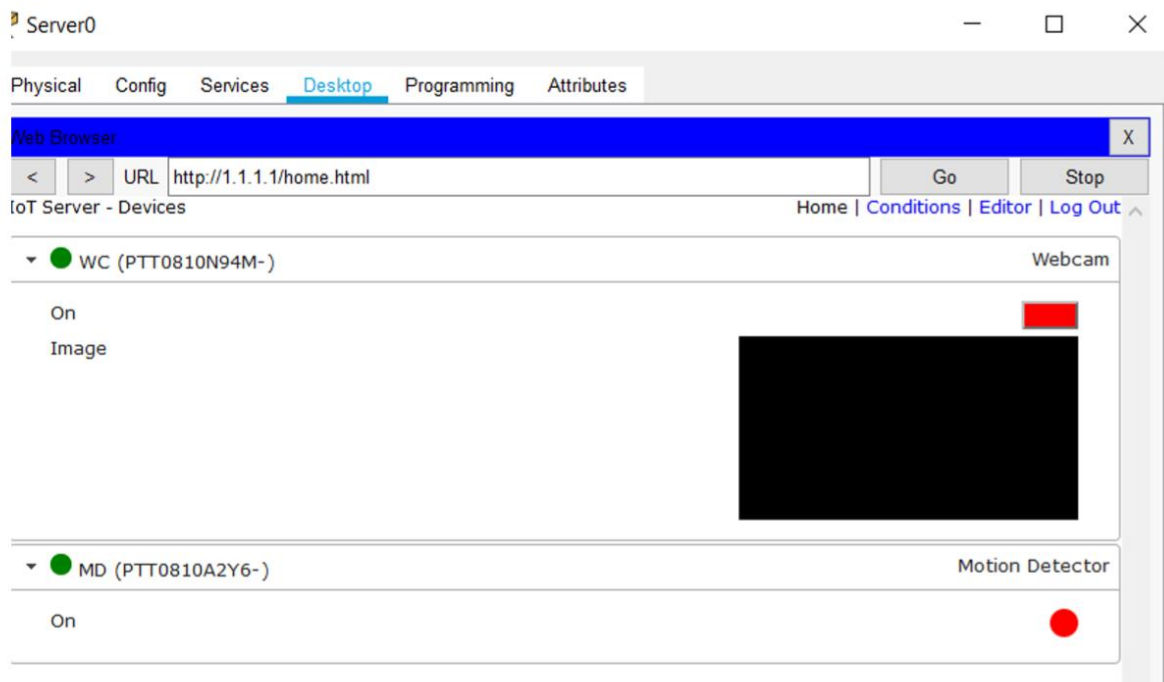 Server0
Physical Config Services Desktop Programming Attributes
Web Browser X
< > URL http://1.1.1.1/home.html Go Stop
IoT Server - Devices Home | Conditions | Editor | Log Out
WC (PTT0810N94M-) Webcam
On
Image
MD (PTT0810A2Y6-) Motion Detector
On